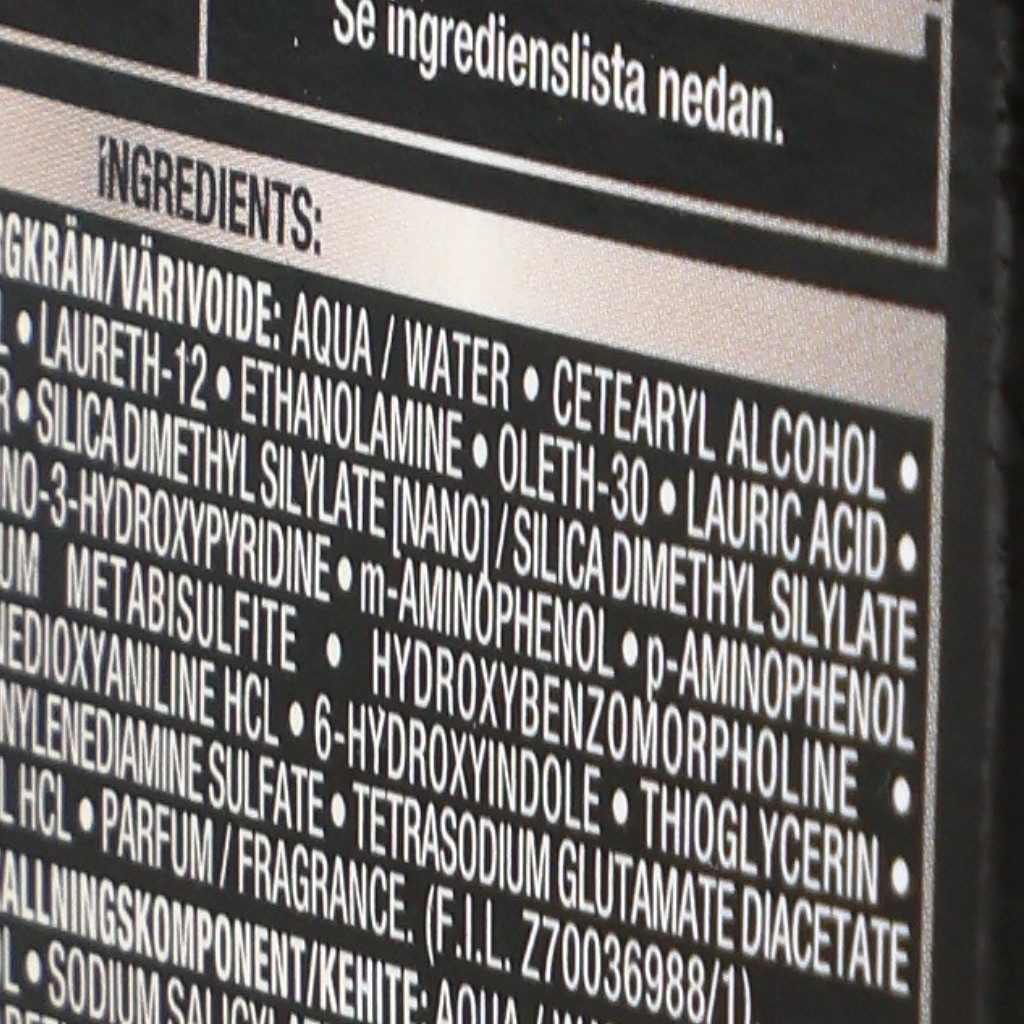 Se ingredienslista nedan.
INGREDIENTS:
RGKRÄM/VÄRIVOIDE: AQUA / WATER • CETEARYL ALCOHOL •
L • LAURETH-12 • ETHANOLAMINE • OLETH-30 • LAURIC ACID •
R • SILICA DIMETHYL SILYLATE [NANO] / SILICA DIMETHYL SILYLATE
NO-3-HYDROXYPYRIDINE • m-AMINOPHENOL • p-AMINOPHENOL
UM METABISULFITE • HYDROXYBENZOMORPHOLINE •
NEDIOXYANILINE HCL • 6-HYDROXYINDOLE • THIOGLYCERIN •
NYLENEDIAMINE SULFATE • TETRASODIUM GLUTAMATE DIACETATE
L HCL • PARFUM / FRAGRANCE. (F.I.L. Z70036988/1)
ALLNINGSKOMPONENT/KEHITE: AQUA /
L • SODIUM